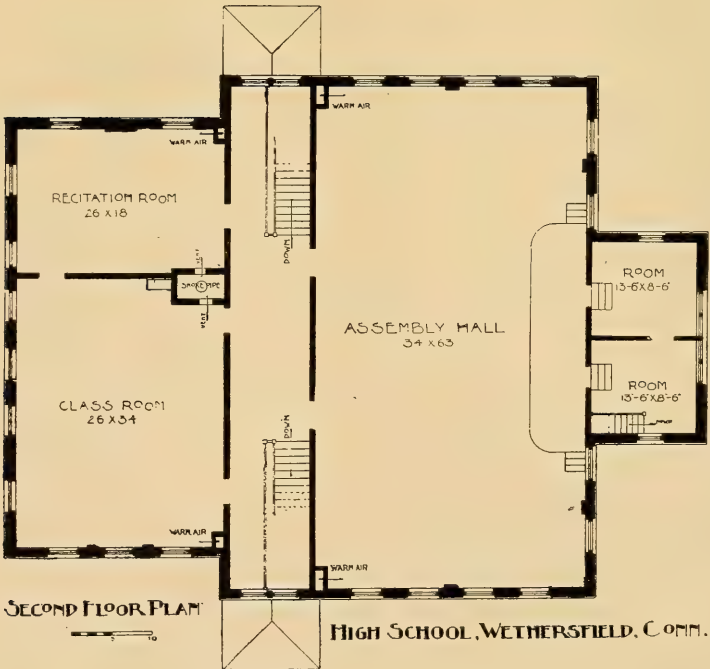 WARM AIR
WARM AIR
RECITATION ROOM
26 X 18
DOWN
VENT
SMOKE PIPE
VENT
ROOM
13'-6"X8'-6"
ASSEMBLY HALL
34 X 63
CLASS ROOM
26 X 34
ROOM
13'-6"X8'-6"
DOWN
WARM AIR
WARM AIR
SECOND FLOOR PLAN
10
HIGH SCHOOL, WETHERSFIELD, CONN.